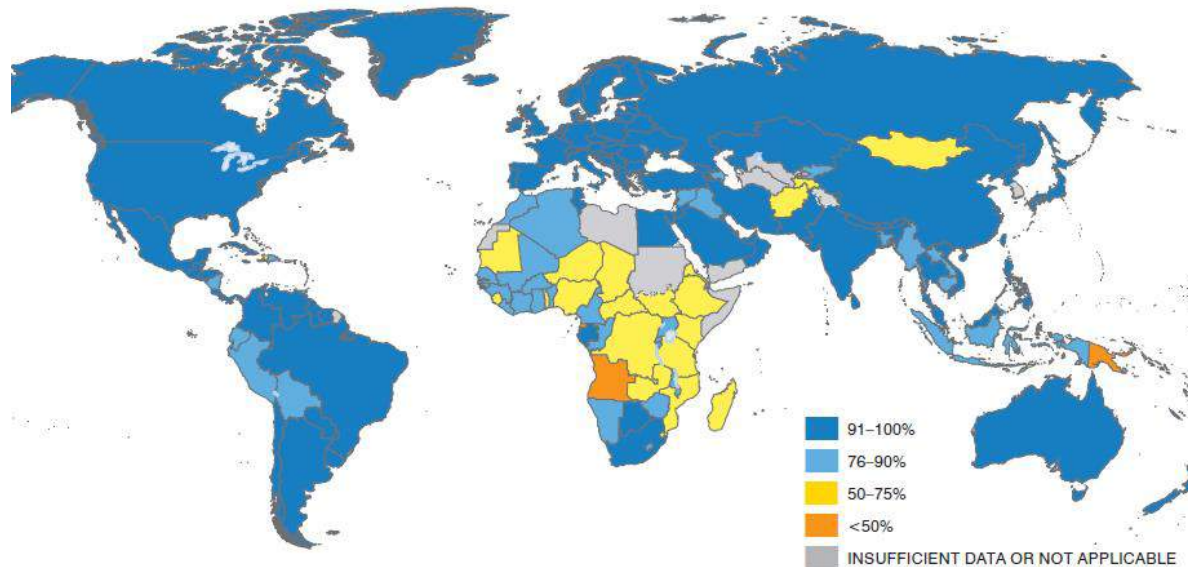 91–100%
76–90%
50–75%
<50%
INSUFFICIENT DATA OR NOT APPLICABLE